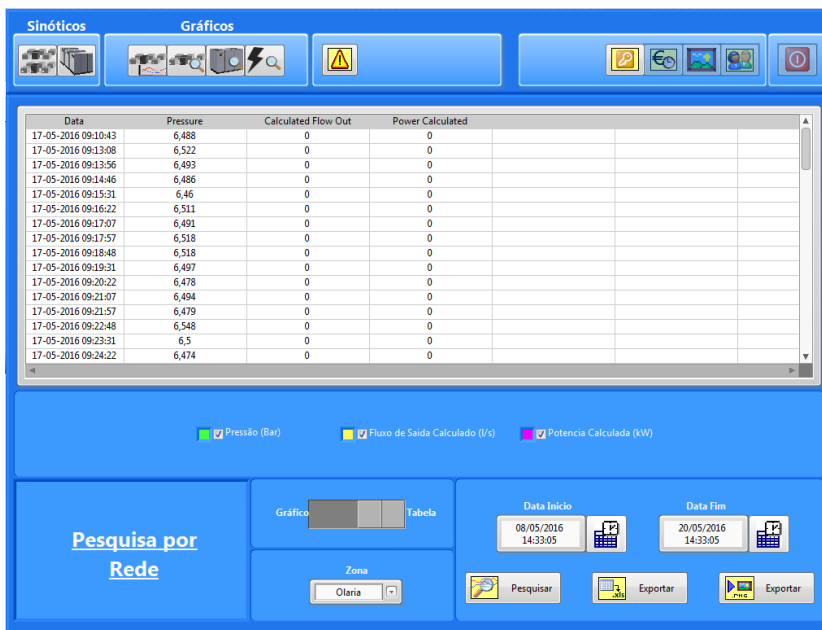 Sinóticos Gráficos
Data Pressure Calculated Flow Out Power Calculated
17-05-2016 09:10:43 6,488 0 0
17-05-2016 09:13:08 6,522 0 0
17-05-2016 09:13:56 6,493 0 0
17-05-2016 09:14:46 6,486 0 0
17-05-2016 09:15:31 6,46 0 0
17-05-2016 09:16:22 6,511 0 0
17-05-2016 09:17:07 6,491 0 0
17-05-2016 09:17:57 6,518 0 0
17-05-2016 09:18:48 6,518 0 0
17-05-2016 09:19:31 6,497 0 0
17-05-2016 09:20:22 6,478 0 0
17-05-2016 09:21:07 6,494 0 0
17-05-2016 09:21:57 6,479 0 0
17-05-2016 09:22:48 6,548 0 0
17-05-2016 09:23:31 6,5 0 0
17-05-2016 09:24:22 6,474 0 0
Pressão (Bar) Fluxo de Saida Calculado (l/s) Potencia Calculada (kW)
Pesquisa por
Rede
Gráfico Tabela
Zona
Olaria
Data Inicio Data Fim
08/05/2016 20/05/2016
14:33:05 14:33:05
Pesquisar .xls Exportar .PNG Exportar